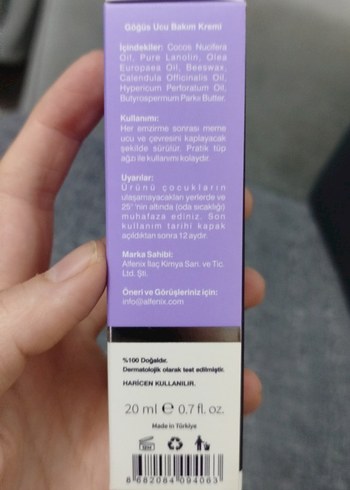 Göğüs Ucu Bakım Kremi
İçindekiler: Cocos Nucifera
Oil, Pure Lanolin, Olea
Europaea Oil, Beeswax,
Calendula Officinalis Oil,
Hypericum Perforatum Oil,
Butyrospermum Parkii Butter.
Kullanımı:
Her emzirme sonrası meme
ucu ve çevresini kaplayacak
şekilde sürülür. Pratik tüp
ağzı ile kullanımı kolaydır.
Uyarılar:
Ürünü çocukların
ulaşamayacakları yerlerde ve
25° 'nin altında (oda sıcaklığı)
muhafaza ediniz. Son
kullanım tarihi kapak
açıldıktan sonra 12 aydır.
Marka Sahibi:
Alfenix İlaç Kimya San. ve Tic.
Ltd. Şti.
Öneri ve Görüşleriniz için:
info@alfenix.com
%100 Doğaldır.
Dermatolojik olarak test edilmiştir.
HARİCEN KULLANILIR.
20 ml e 0.7 fl. oz.
Made in Türkiye
8 682084 094063